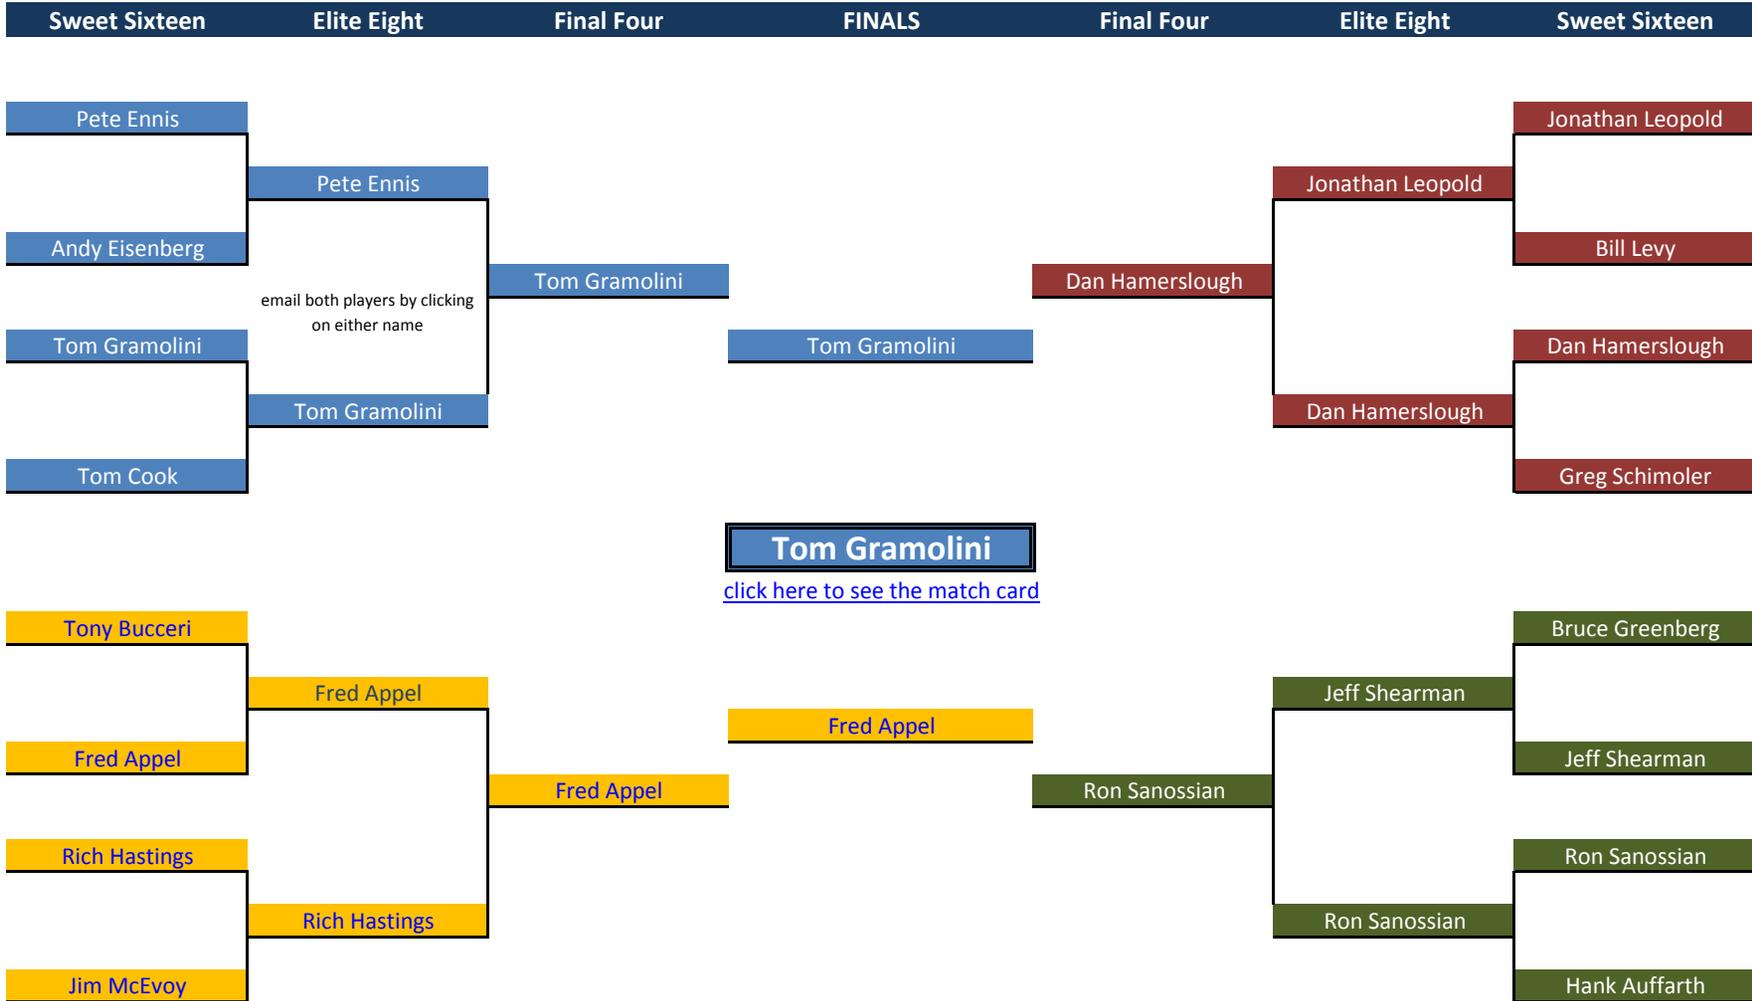 Sweet Sixteen Elite Eight Final Four FINALS Final Four Elite Eight Sweet Sixteen
Pete Ennis Jonathan Leopold
Pete Ennis Jonathan Leopold
Andy Eisenberg Bill Levy
Tom Gramolini Dan Hamerslough
email both players by clicking
on either name
Tom Gramolini Tom Gramolini Dan Hamerslough
Tom Gramolini Dan Hamerslough
Tom Cook Greg Schimoler
Tom Gramolini
click here to see the match card
Tony Bucceri Bruce Greenberg
Fred Appel Jeff Shearman
Fred Appel
Fred Appel Jeff Shearman
Fred Appel Ron Sanossian
Rich Hastings Ron Sanossian
Rich Hastings Ron Sanossian
Jim McEvoy Hank Auffarth